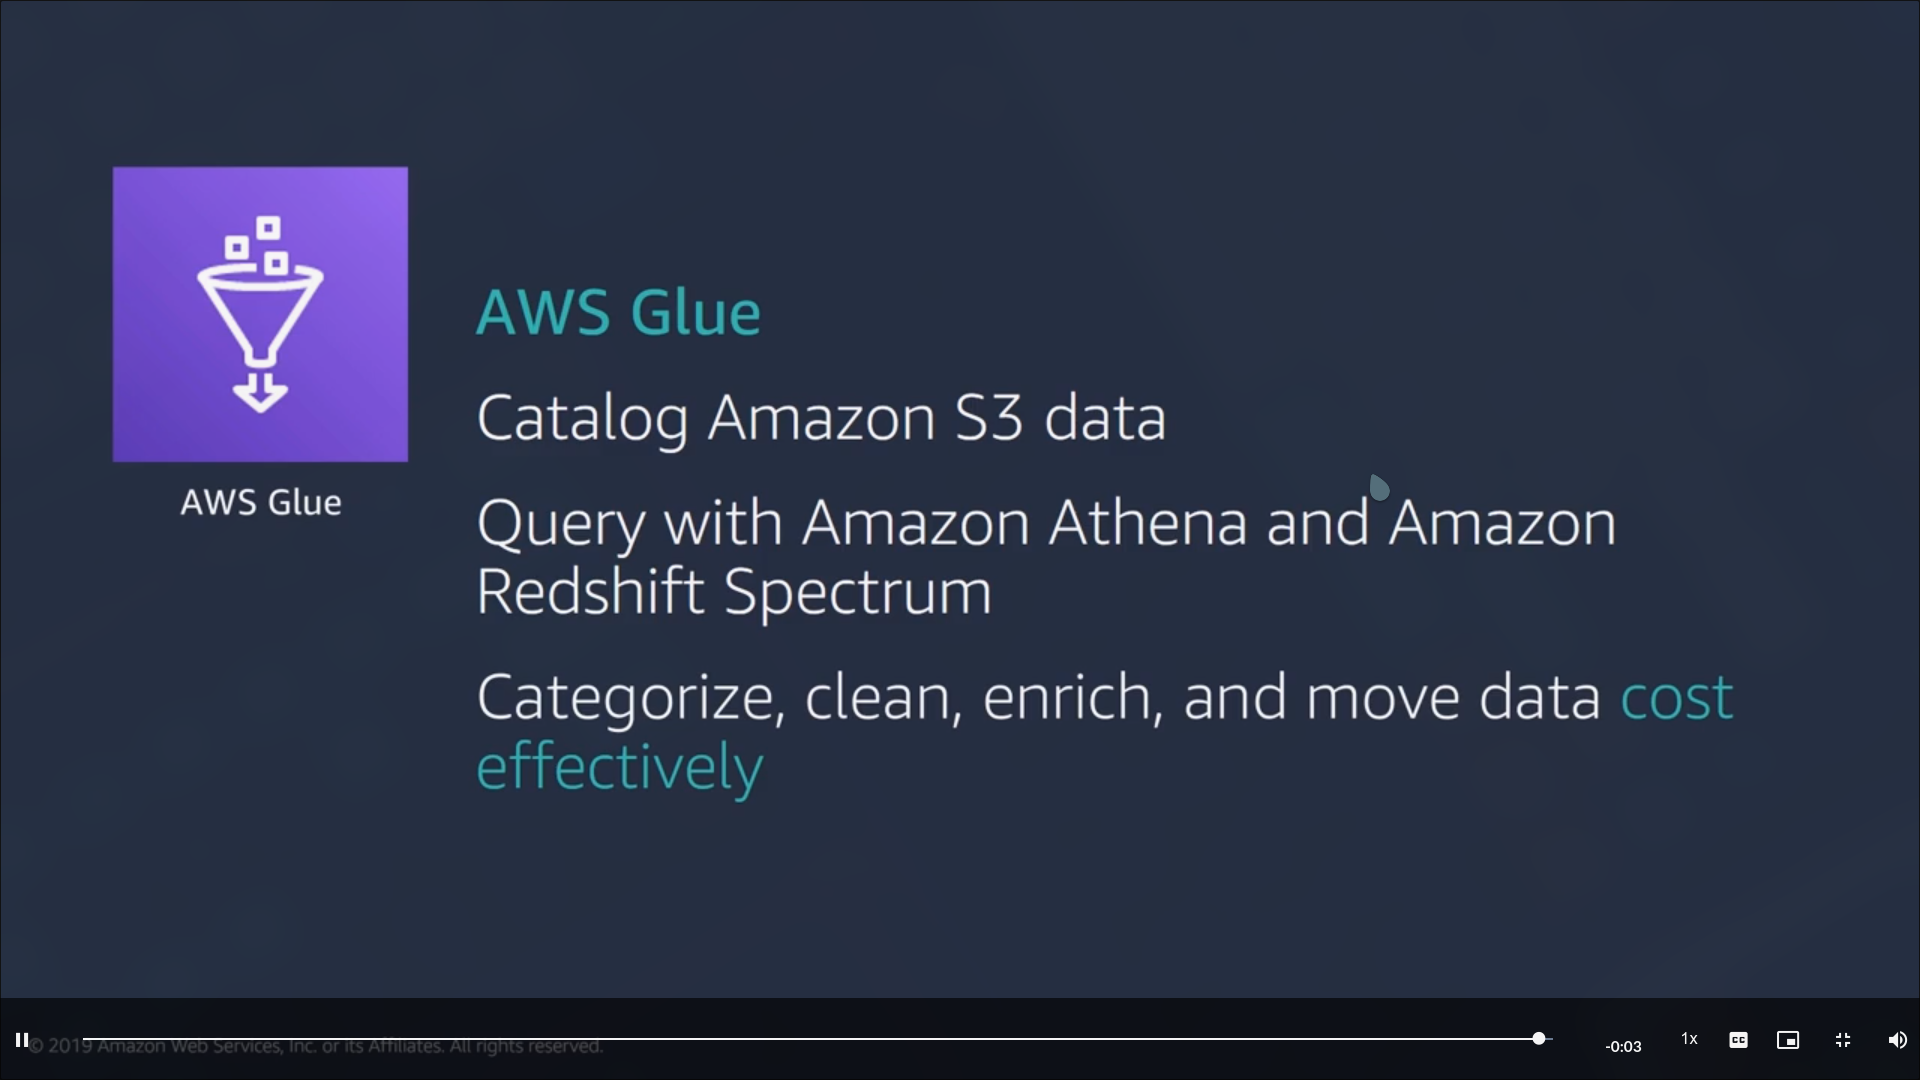 AWS Glue
AWS Glue
Catalog Amazon S3 data
Query with Amazon Athena and Amazon
Redshift Spectrum
Categorize, clean, enrich, and move data cost
effectively
© 2019 Amazon Web Services, Inc. or its Affiliates. All rights reserved.
-0:03
1x
CC